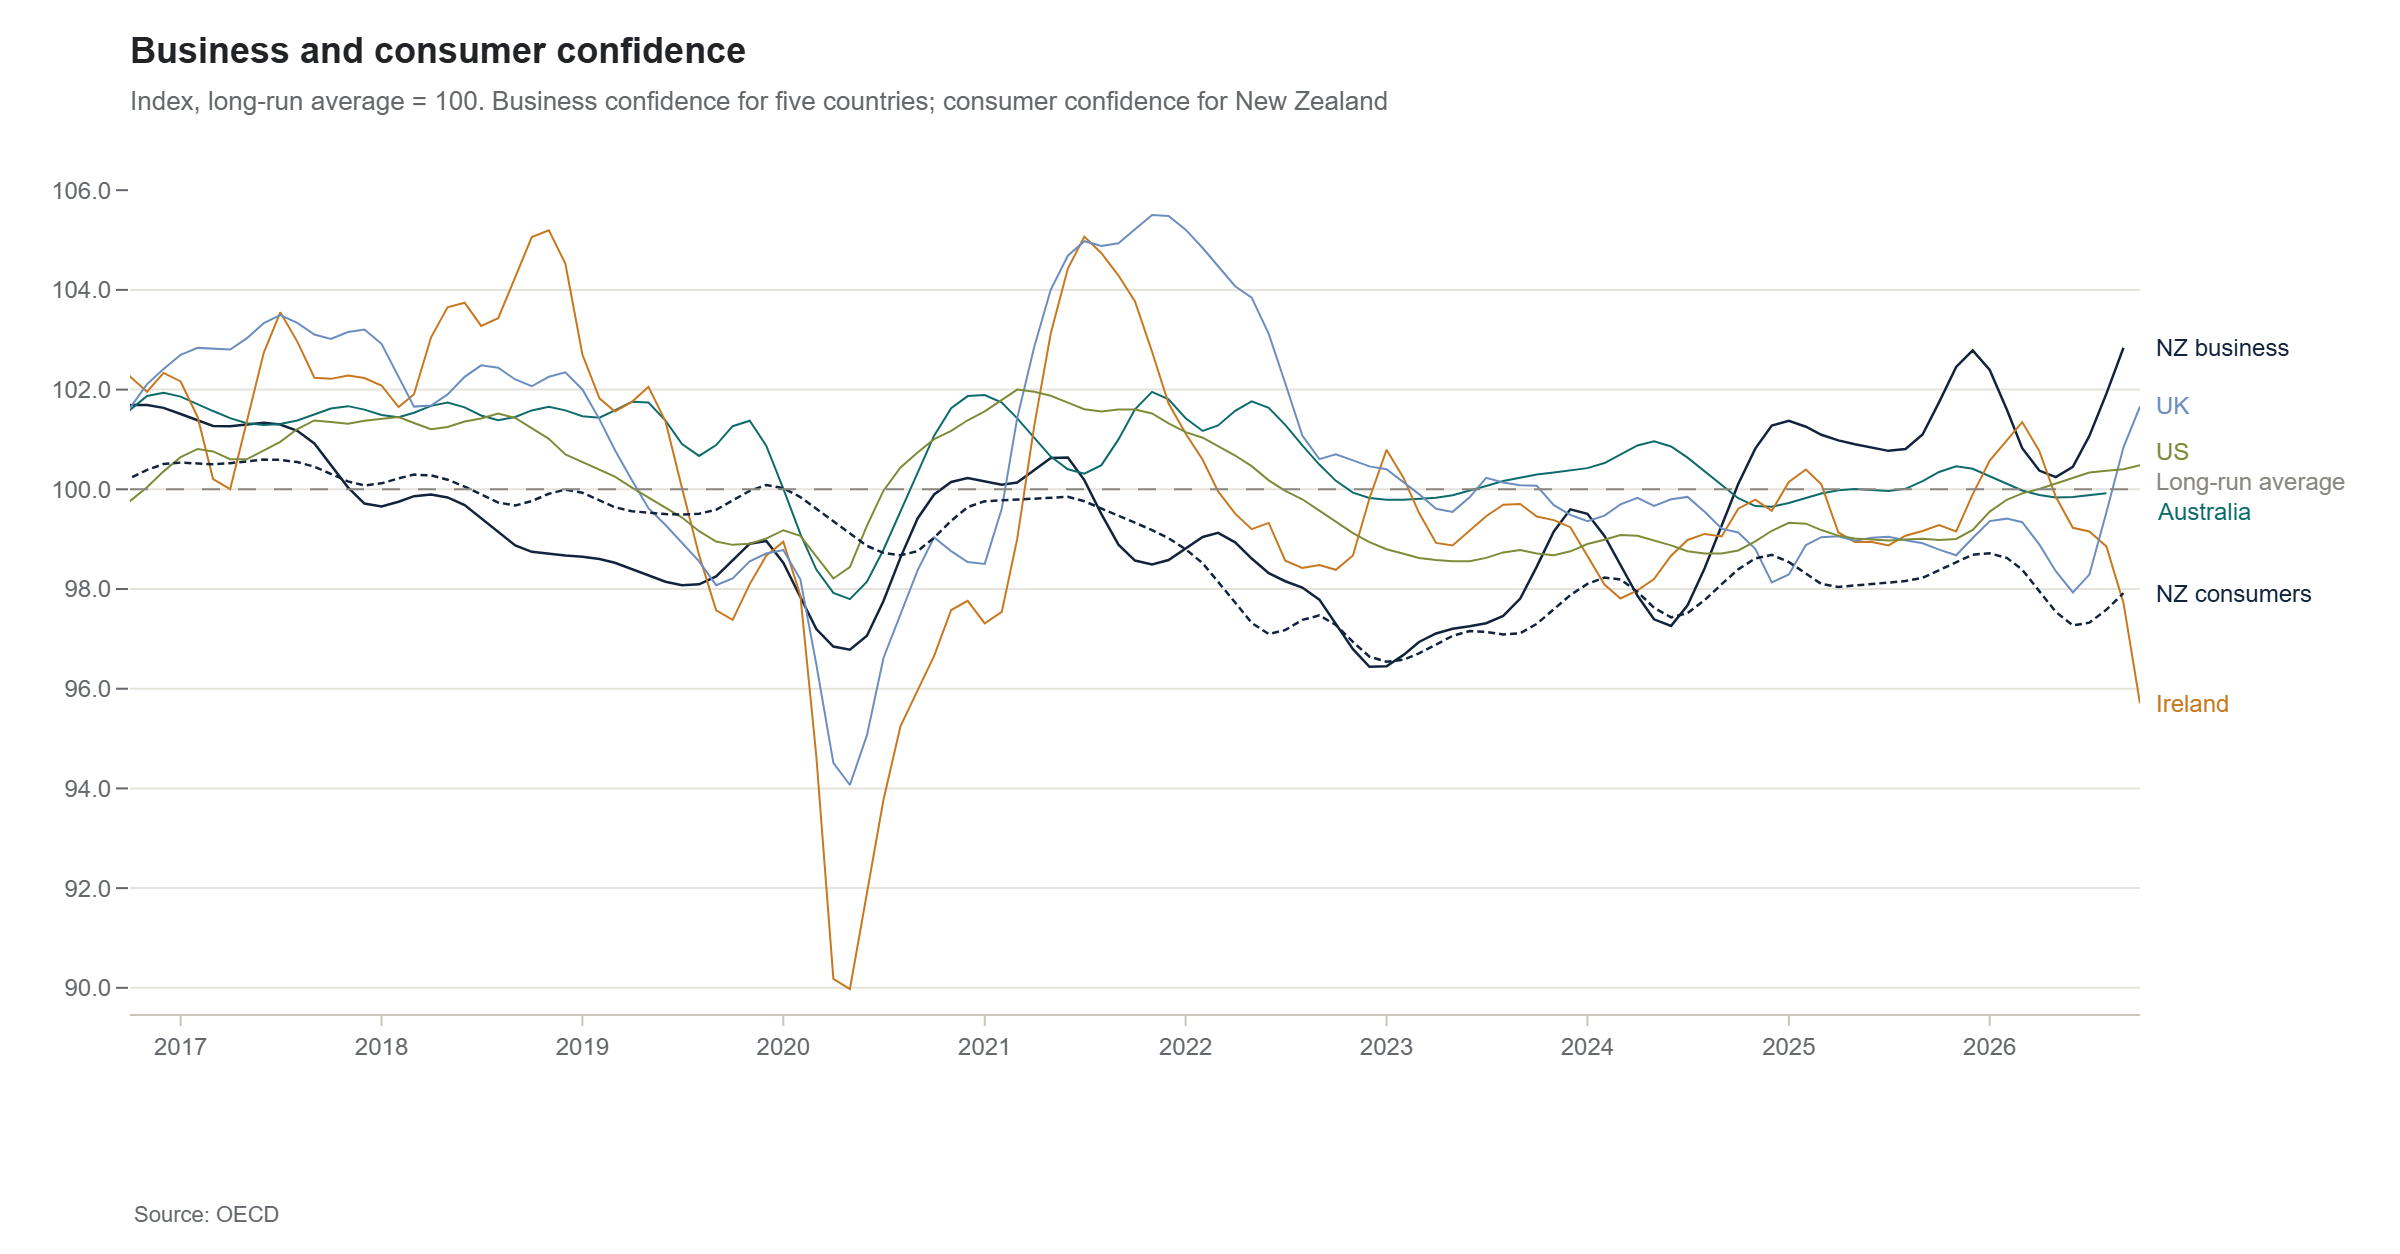 Business and consumer confidence
Index, long-run average = 100. Business confidence for five countries; consumer confidence for New Zealand
106.0
104.0
102.0
100.0
98.0
96.0
94.0
92.0
90.0
NZ business
UK
US
Long-run average
Australia
NZ consumers
Ireland
2017 2018 2019 2020 2021 2022 2023 2024 2025 2026
Source: OECD